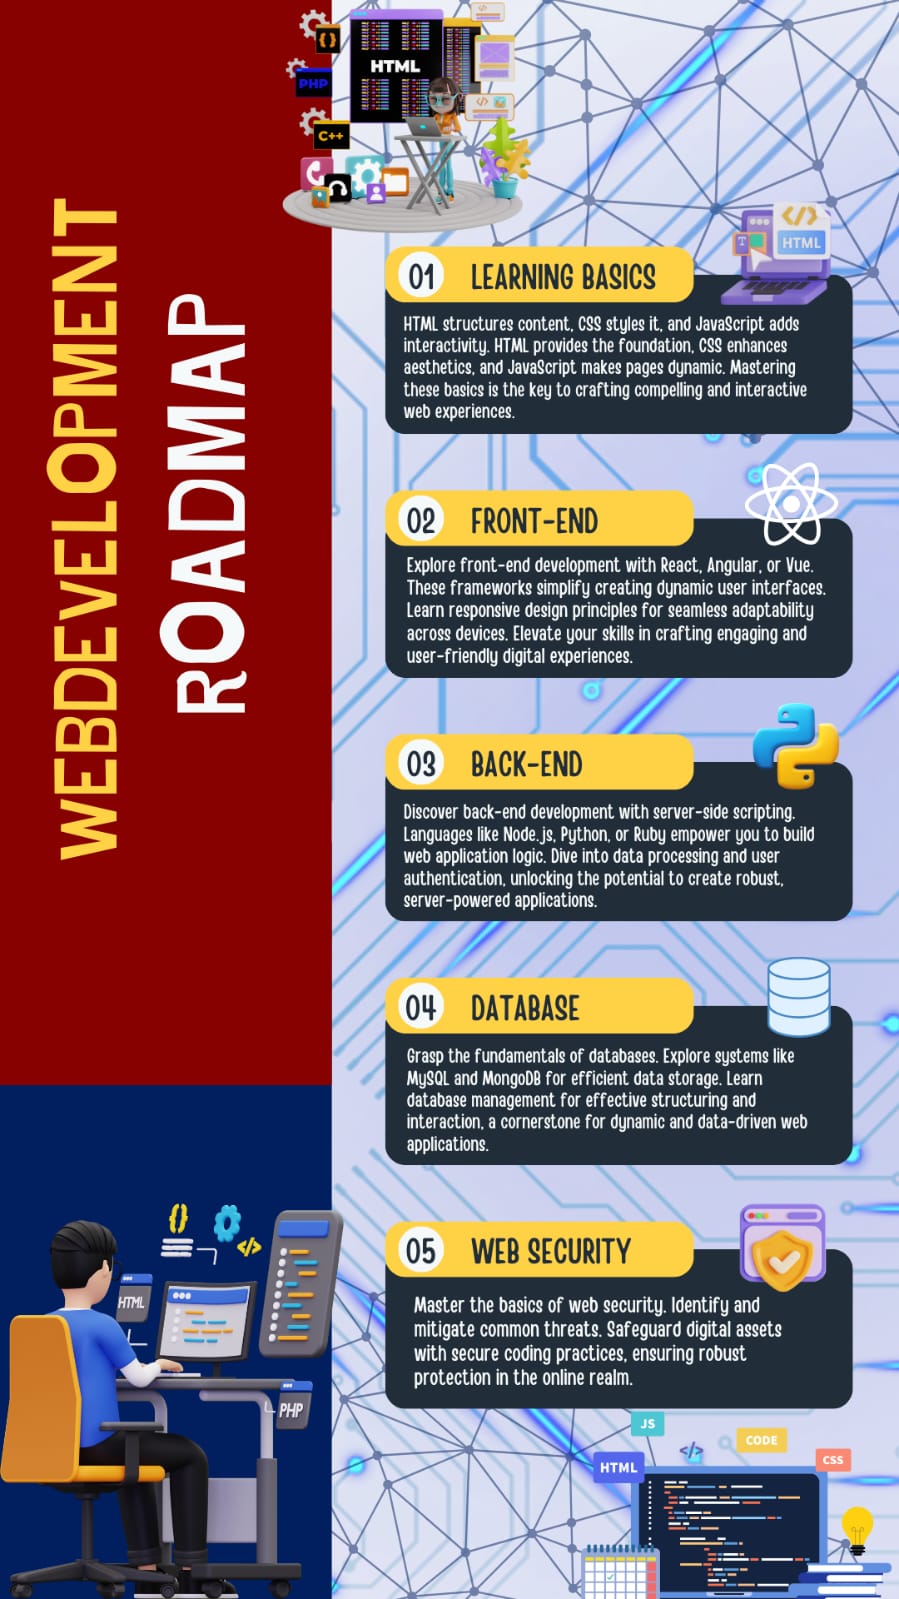 WEBDEVELOPMENT
ROADMAP
HTML
PHP
C++
</>
HTML
T
01 LEARNING BASICS
HTML structures content, CSS styles it, and JavaScript adds
interactivity. HTML provides the foundation, CSS enhances
aesthetics, and JavaScript makes pages dynamic. Mastering
these basics is the key to crafting compelling and interactive
web experiences.
02 FRONT-END
Explore front-end development with React, Angular, or Vue.
These frameworks simplify creating dynamic user interfaces.
Learn responsive design principles for seamless adaptability
across devices. Elevate your skills in crafting engaging and
user-friendly digital experiences.
03 BACK-END
Discover back-end development with server-side scripting.
Languages like Node.js, Python, or Ruby empower you to build
web application logic. Dive into data processing and user
authentication, unlocking the potential to create robust,
server-powered applications.
04 DATABASE
Grasp the fundamentals of databases. Explore systems like
MySQL and MongoDB for efficient data storage. Learn
database management for effective structuring and
interaction, a cornerstone for dynamic and data-driven web
applications.
05 WEB SECURITY
Master the basics of web security. Identify and
mitigate common threats. Safeguard digital assets
with secure coding practices, ensuring robust
protection in the online realm.
{}
</>
HTML
PHP
JS
</>
CODE
CSS
HTML